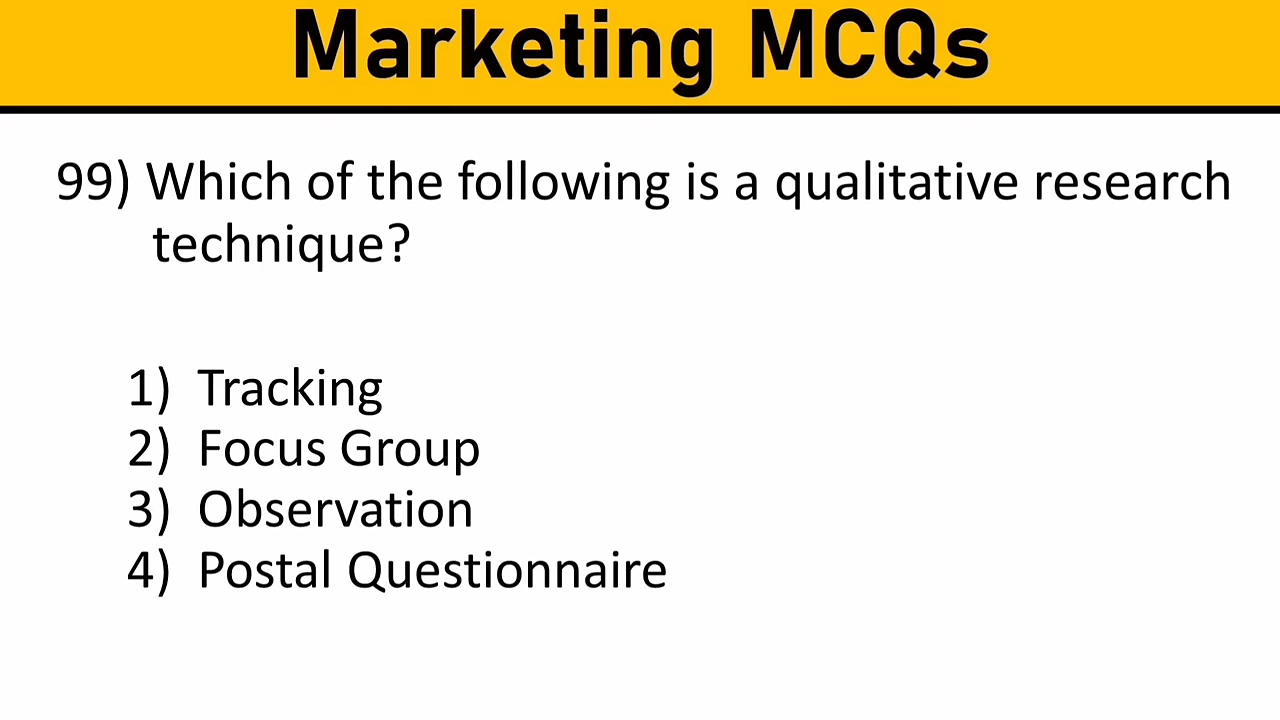 Marketing MCQs
99) Which of the following is a qualitative research
technique?
1) Tracking
2) Focus Group
3) Observation
4) Postal Questionnaire